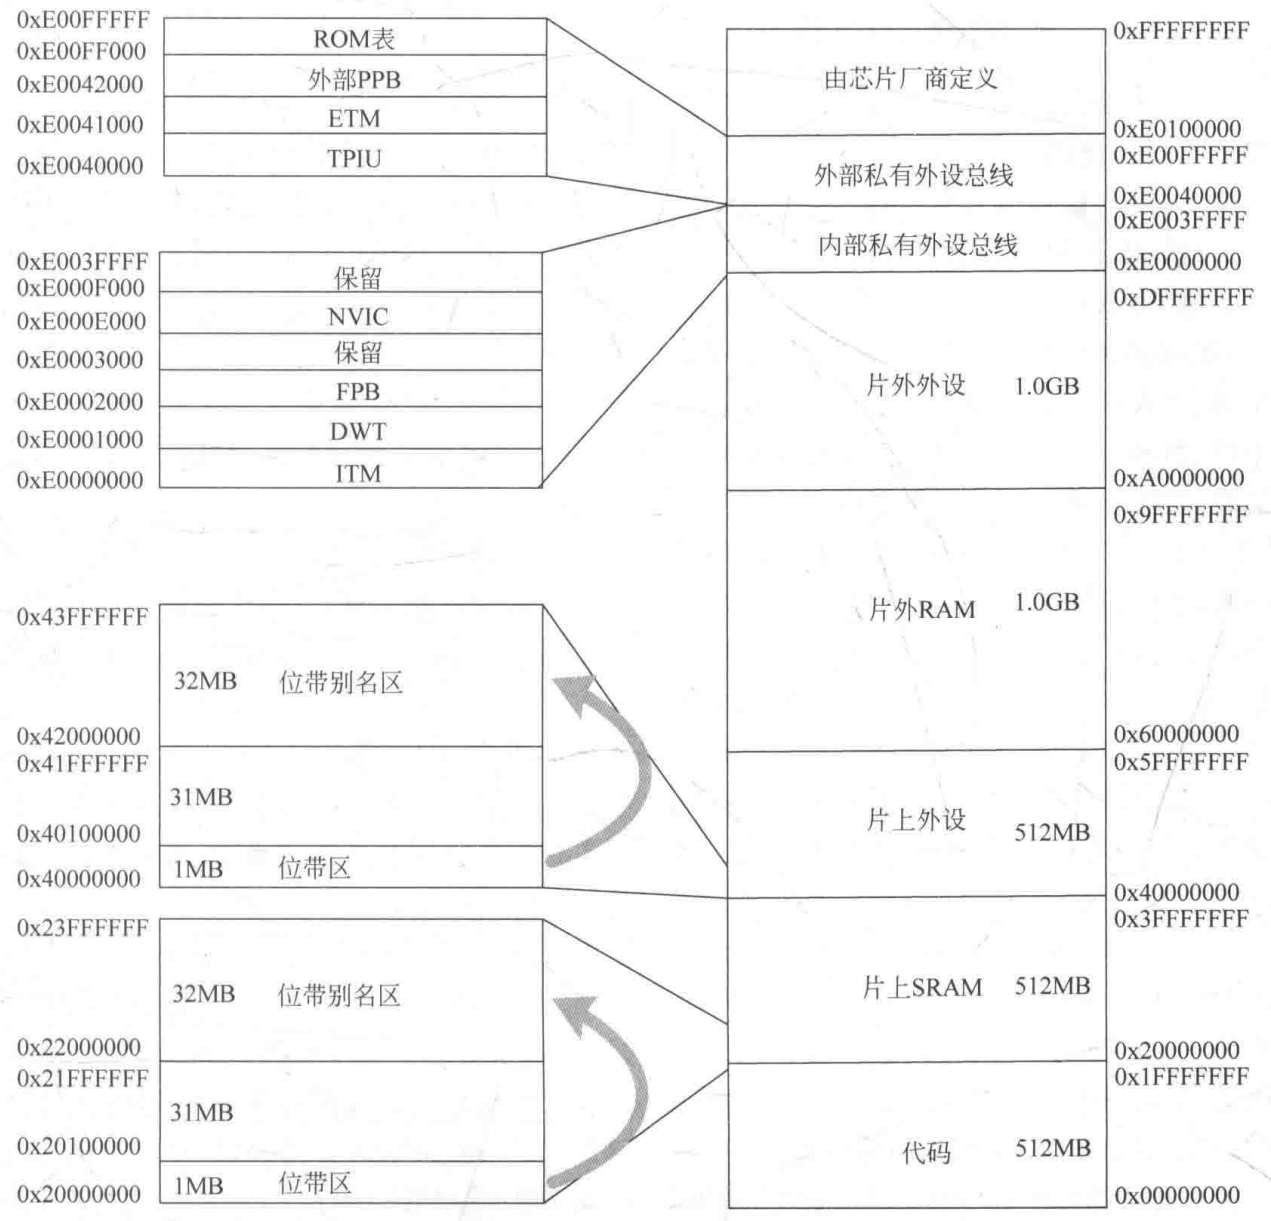 0xE00FFFFF
ROM表
0xE00FF000
外部PPB
0xE0042000
ETM
0xE0041000
TPIU
0xE0040000
0xE003FFFF
保留
0xE000F000
NVIC
0xE000E000
保留
0xE0003000
FPB
0xE0002000
DWT
0xE0001000
ITM
0xE0000000
0x43FFFFFF
32MB 位带别名区
0x42000000
0x41FFFFFF
31MB
0x40100000
1MB 位带区
0x40000000
0x23FFFFFF
32MB 位带别名区
0x22000000
0x21FFFFFF
31MB
0x20100000
1MB 位带区
0x20000000
0xFFFFFFFF
由芯片厂商定义
0xE0100000
0xE00FFFFF
外部私有外设总线
0xE0040000
0xE003FFFF
内部私有外设总线
0xE0000000
0xDFFFFFFF
片外外设 1.0GB
0xA0000000
0x9FFFFFFF
片外RAM 1.0GB
0x60000000
0x5FFFFFFF
片上外设 512MB
0x40000000
0x3FFFFFFF
片上SRAM 512MB
0x20000000
0x1FFFFFFF
代码 512MB
0x00000000